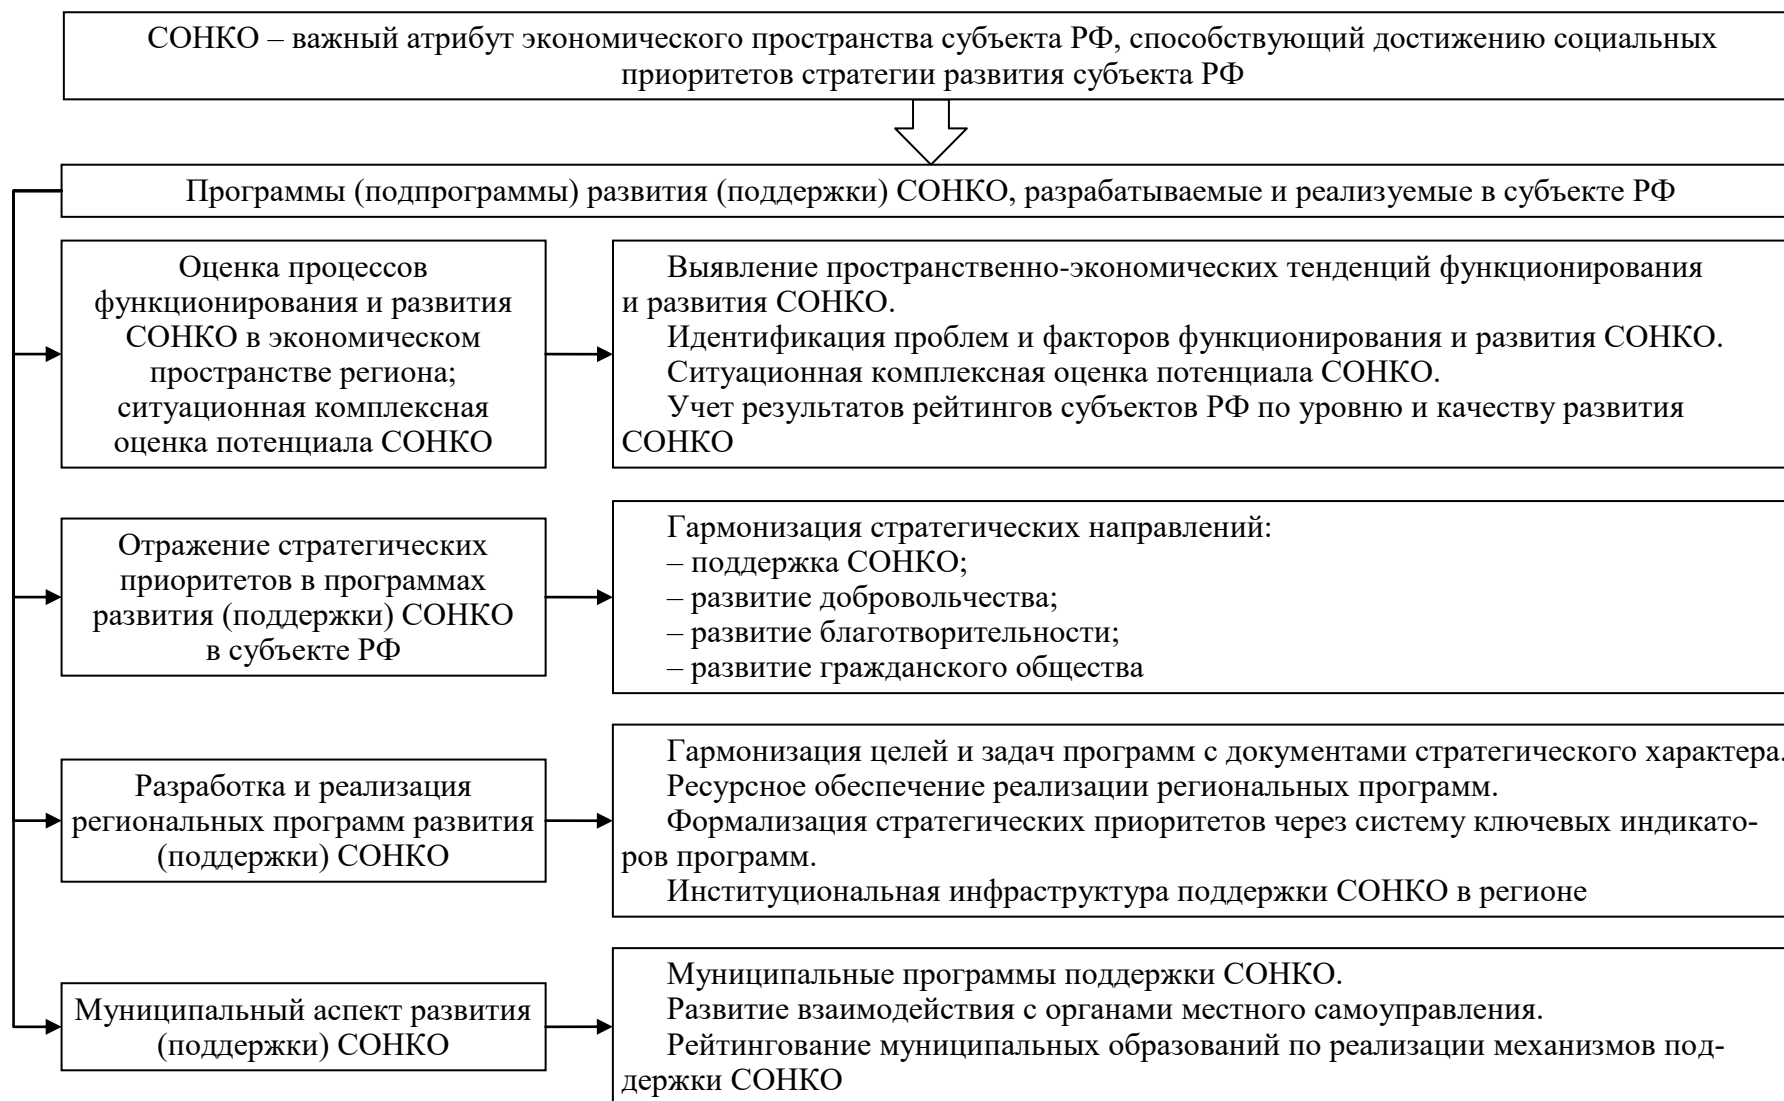 СОНКО – важный атрибут экономического пространства субъекта РФ, способствующий достижению социальных
приоритетов стратегии развития субъекта РФ
Программы (подпрограммы) развития (поддержки) СОНКО, разрабатываемые и реализуемые в субъекте РФ
Оценка процессов
функционирования и развития
СОНКО в экономическом
пространстве региона;
ситуационная комплексная
оценка потенциала СОНКО
Выявление пространственно-экономических тенденций функционирования
и развития СОНКО.
Идентификация проблем и факторов функционирования и развития СОНКО.
Ситуационная комплексная оценка потенциала СОНКО.
Учет результатов рейтингов субъектов РФ по уровню и качеству развития
СОНКО
Отражение стратегических
приоритетов в программах
развития (поддержки) СОНКО
в субъекте РФ
Гармонизация стратегических направлений:
– поддержка СОНКО;
– развитие добровольчества;
– развитие благотворительности;
– развитие гражданского общества
Разработка и реализация
региональных программ развития
(поддержки) СОНКО
Гармонизация целей и задач программ с документами стратегического характера.
Ресурсное обеспечение реализации региональных программ.
Формализация стратегических приоритетов через систему ключевых индикато-
ров программ.
Институциональная инфраструктура поддержки СОНКО в регионе
Муниципальный аспект развития
(поддержки) СОНКО
Муниципальные программы поддержки СОНКО.
Развитие взаимодействия с органами местного самоуправления.
Рейтингование муниципальных образований по реализации механизмов под-
держки СОНКО